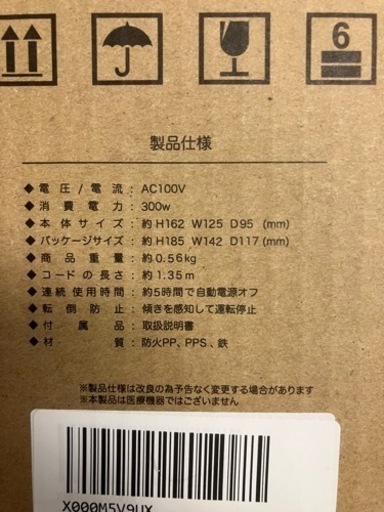 6
製品仕様
◆ 電圧/電流 : AC100V
◆ 消費電力 : 300w
◆ 本体サイズ : 約 H162 W125 D95 (mm)
◆ パッケージサイズ : 約 H185 W142 D117 (mm)
◆ 商品重量 : 約0.56kg
◆ コードの長さ : 約1.35m
◆ 連続使用時間 : 約5時間で自動電源オフ
◆ 転倒防止 : 傾きを感知して運転停止
◆ 付属品 : 取扱説明書
◆ 材質 : 防火PP、PPS、鉄
※製品仕様は改良の為予告なく変更する場合があります
※本製品は医療機器ではございません
X000M5V9UX